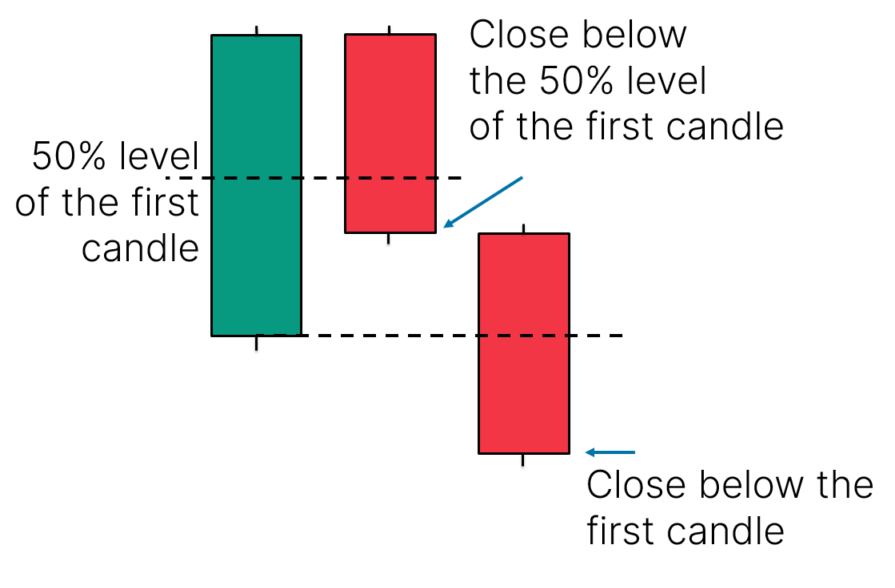 Close below
the 50% level
of the first candle
50% level
of the first
candle
Close below the
first candle